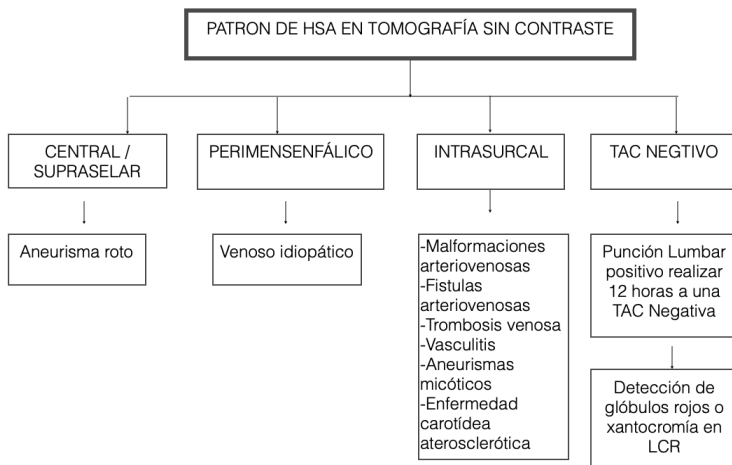 PATRON DE HSA EN TOMOGRAFÍA SIN CONTRASTE
CENTRAL /
SUPRASELAR
PERIMENSENFÁLICO
INTRASURCAL
TAC NEGTIVO
Aneurisma roto
Venoso idiopático
-Malformaciones
arteriovenosas
-Fistulas
arteriovenosas
-Trombosis venosa
-Vasculitis
-Aneurismas
micóticos
-Enfermedad
carotídea
aterosclerótica
Punción Lumbar
positivo realizar
12 horas a una
TAC Negativa
Detección de
glóbulos rojos o
xantocromía en
LCR